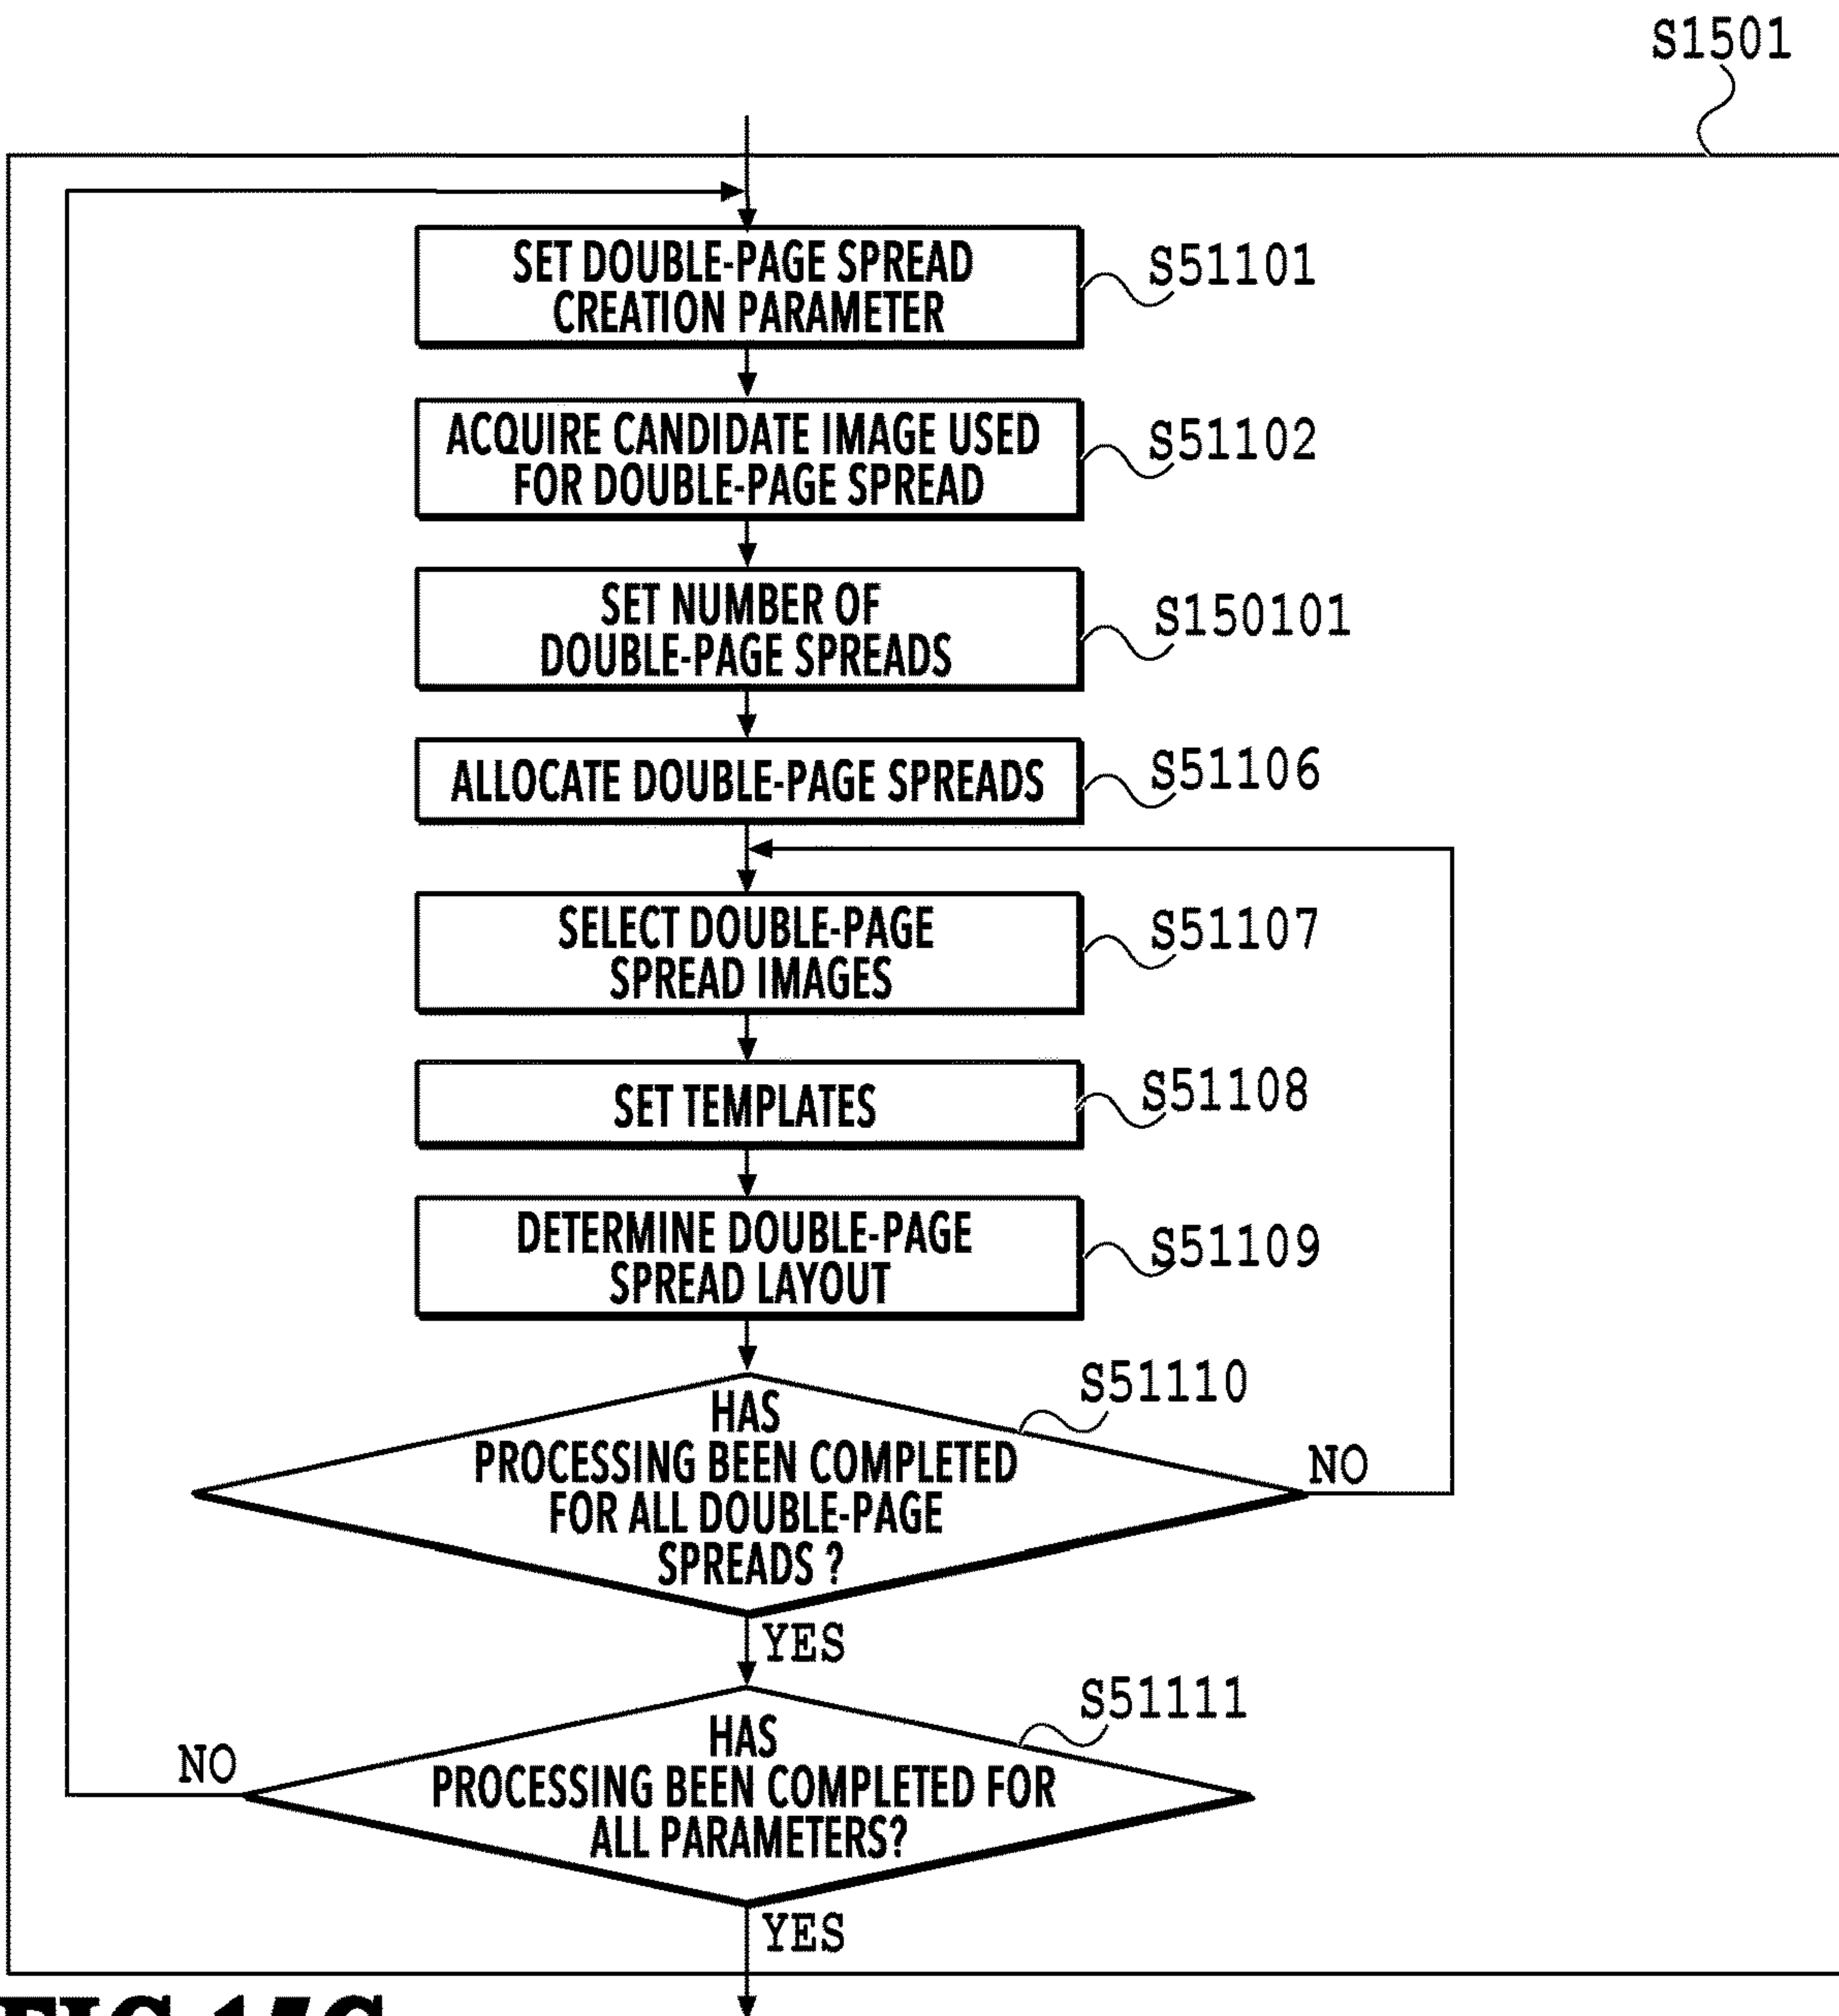 S1501
SET DOUBLE-PAGE SPREAD
CREATION PARAMETER
S51101
ACQUIRE CANDIDATE IMAGE USED
FOR DOUBLE-PAGE SPREAD
S51102
SET NUMBER OF
DOUBLE-PAGE SPREADS
S150101
ALLOCATE DOUBLE-PAGE SPREADS
S51106
SELECT DOUBLE-PAGE
SPREAD IMAGES
S51107
SET TEMPLATES
S51108
DETERMINE DOUBLE-PAGE
SPREAD LAYOUT
S51109
HAS
PROCESSING BEEN COMPLETED
FOR ALL DOUBLE-PAGE
SPREADS ?
S51110
NO
YES
HAS
PROCESSING BEEN COMPLETED FOR
ALL PARAMETERS?
S51111
NO
YES